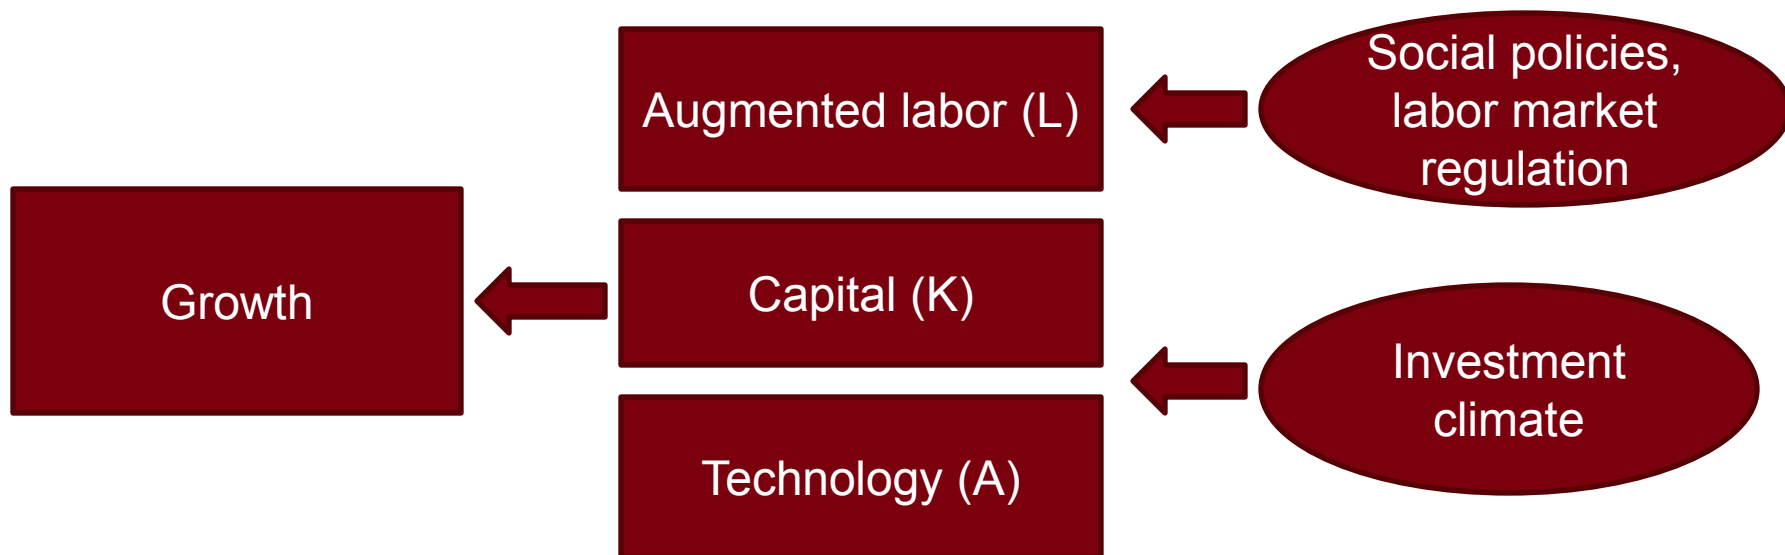 Growth
Augmented labor (L)
Capital (K)
Technology (A)
Social policies,
labor market
regulation
Investment
climate